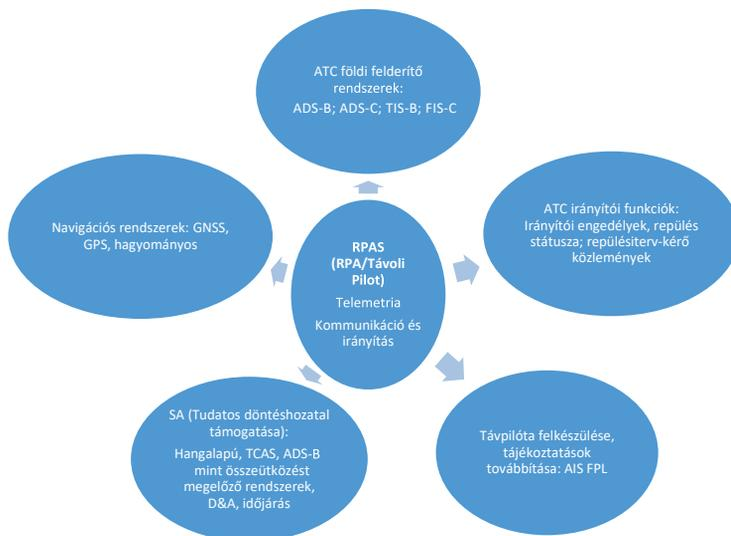 ATC földi felderítő
rendszerek:
ADS-B; ADS-C; TIS-B; FIS-C
ATC irányítói funkciók:
Irányítói engedélyek, repülés
státusza; repülésiterv-kérő
közlemények
Távpilóta felkészülése,
tájékoztatások
továbbítása: AIS FPL
SA (Tudatos döntéshozatal
támogatása):
Hangalapú, TCAS, ADS-B
mint összeütközést
megelőző rendszerek,
D&A, időjárás
Navigációs rendszerek: GNSS,
GPS, hagyományos
RPAS
(RPA/Távoli
Pilot)
Telemetria
Kommunikáció és
irányítás